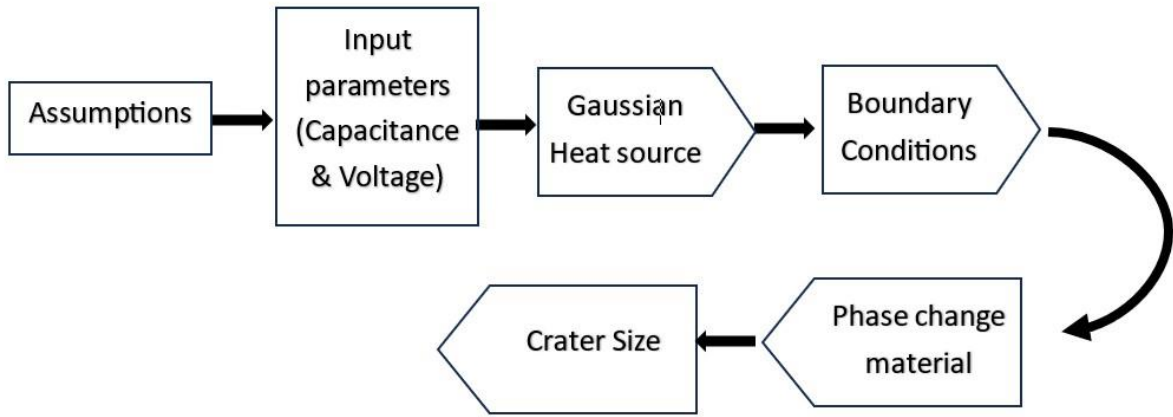 Assumptions
Input
parameters
(Capacitance
& Voltage)
Gaussian
Heat source
Boundary
Conditions
Phase change
material
Crater Size